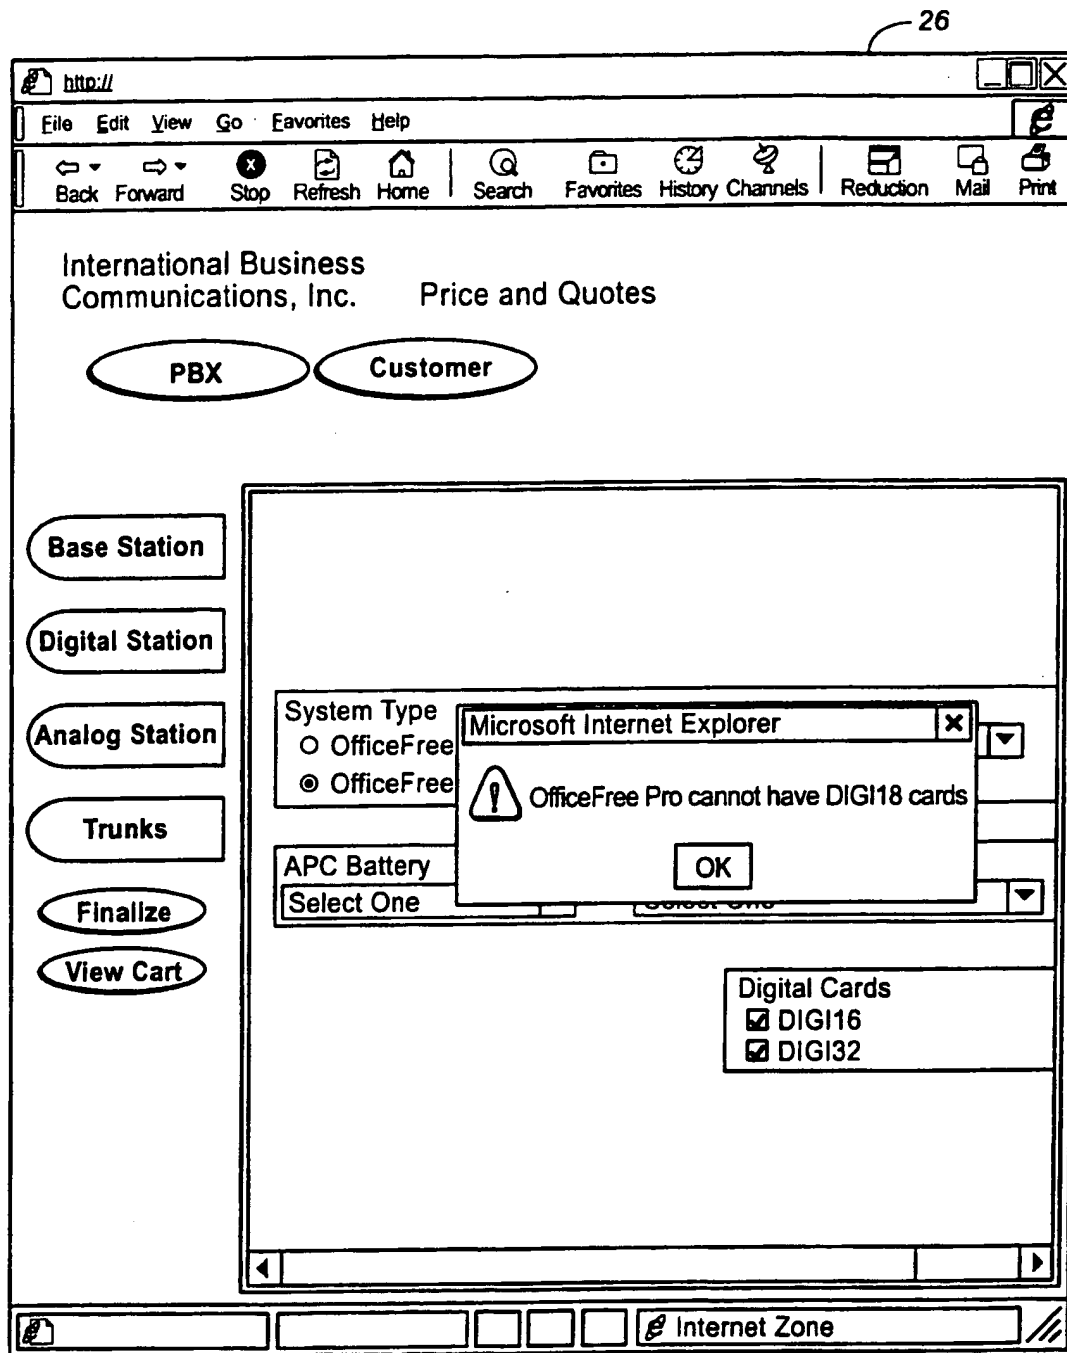 26
http://
File Edit View Go Favorites Help
Back Forward Stop Refresh Home Search Favorites History Channels Reduction Mail Print
International Business
Communications, Inc. Price and Quotes
PBX Customer
Base Station
Digital Station
Analog Station
Trunks
Finalize
View Cart
System Type
OfficeFree
OfficeFree
Microsoft Internet Explorer
OfficeFree Pro cannot have DIGI18 cards
OK
APC Battery
Select One Select One
Digital Cards
DIGI16
DIGI32
Internet Zone